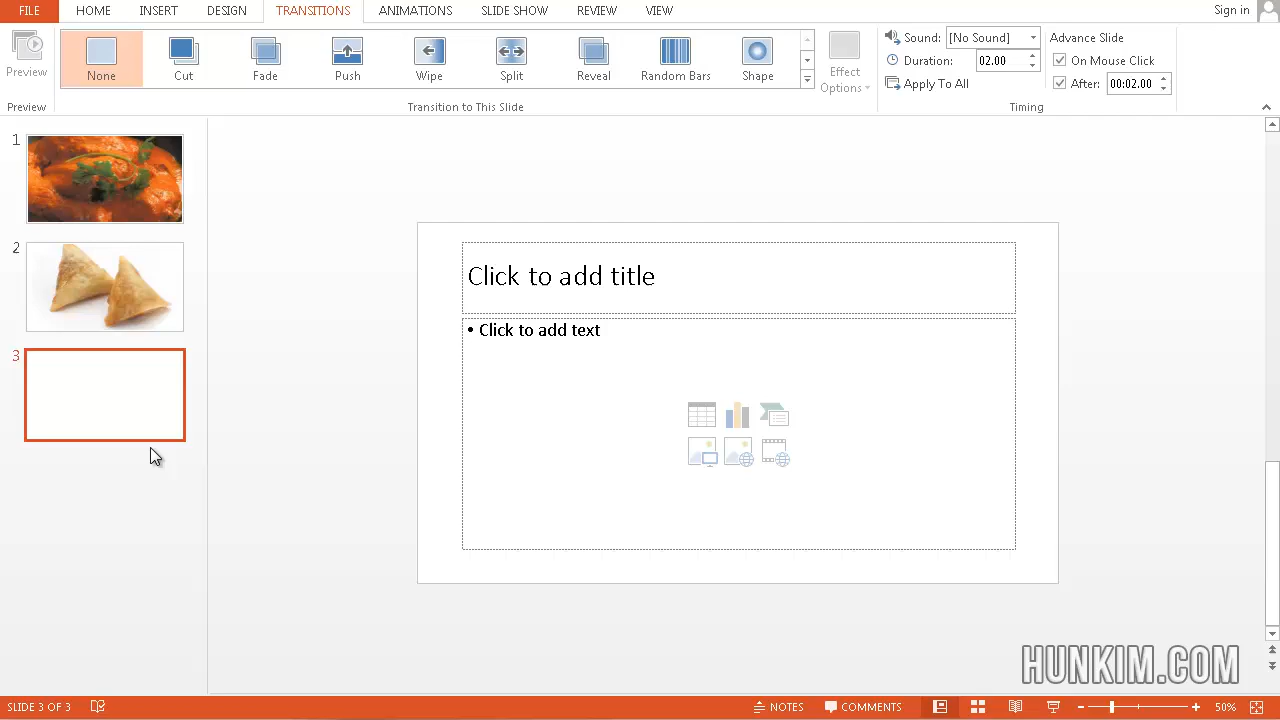 FILE HOME INSERT DESIGN TRANSITIONS ANIMATIONS SLIDE SHOW REVIEW VIEW Sign in
Preview
None Cut Fade Push Wipe Split Reveal Random Bars Shape
Effect
Options
Sound: [No Sound] Advance Slide
Duration: 02.00 On Mouse Click
Apply To All After: 00:02.00
Preview Transition to This Slide Timing
1
2
3
Click to add title
• Click to add text
HUNKIM.COM
SLIDE 3 OF 3 NOTES COMMENTS 50%